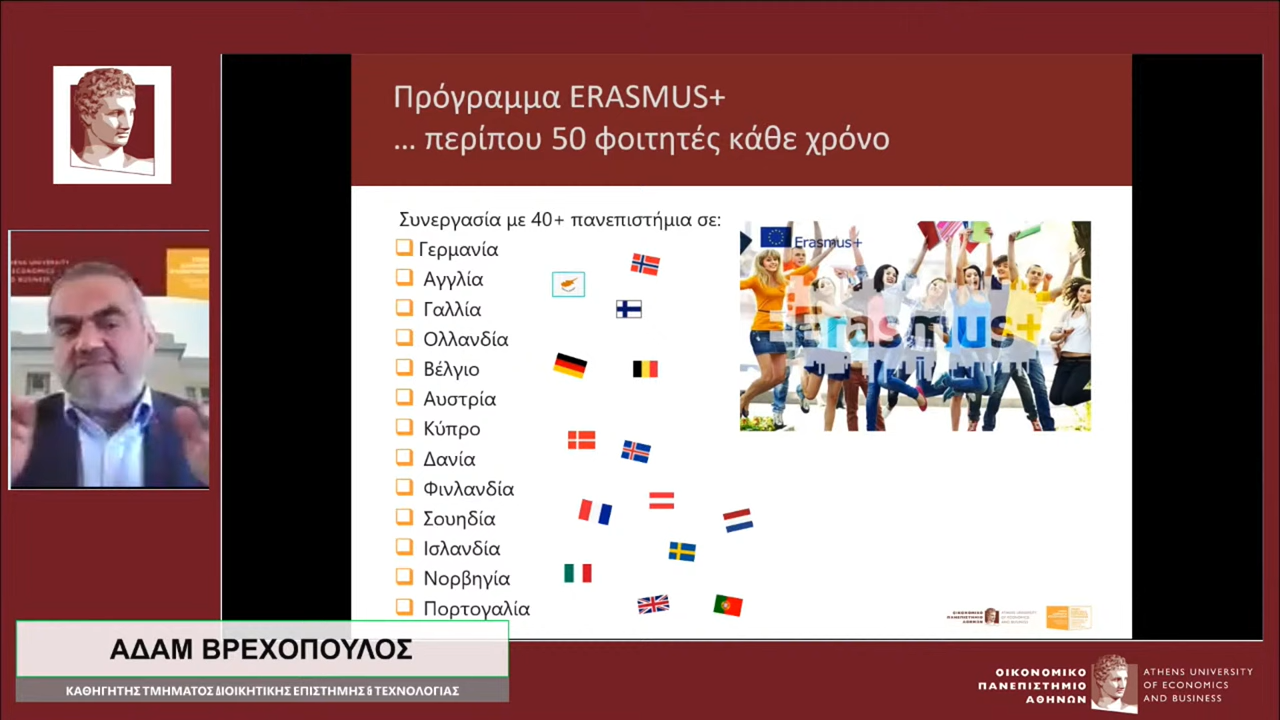 Πρόγραμμα ERASMUS+
... περίπου 50 φοιτητές κάθε χρόνο
Συνεργασία με 40+ πανεπιστήμια σε:
Γερμανία
Αγγλία
Γαλλία
Ολλανδία
Βέλγιο
Αυστρία
Κύπρο
Δανία
Φινλανδία
Σουηδία
Ισλανδία
Νορβηγία
Πορτογαλία
Erasmus+
Erasmus+
ΑΔΑΜ ΒΡΕΧΟΠΟΥΛΟΣ
ΚΑΘΗΓΗΤΗΣ ΤΜΗΜΑΤΟΣ ΔΙΟΙΚΗΤΙΚΗΣ ΕΠΙΣΤΗΜΗΣ & ΤΕΧΝΟΛΟΓΙΑΣ
ΟΙΚΟΝΟΜΙΚΟ
ΠΑΝΕΠΙΣΤΗΜΙΟ
ΑΘΗΝΩΝ
ATHENS UNIVERSITY
OF ECONOMICS
AND BUSINESS